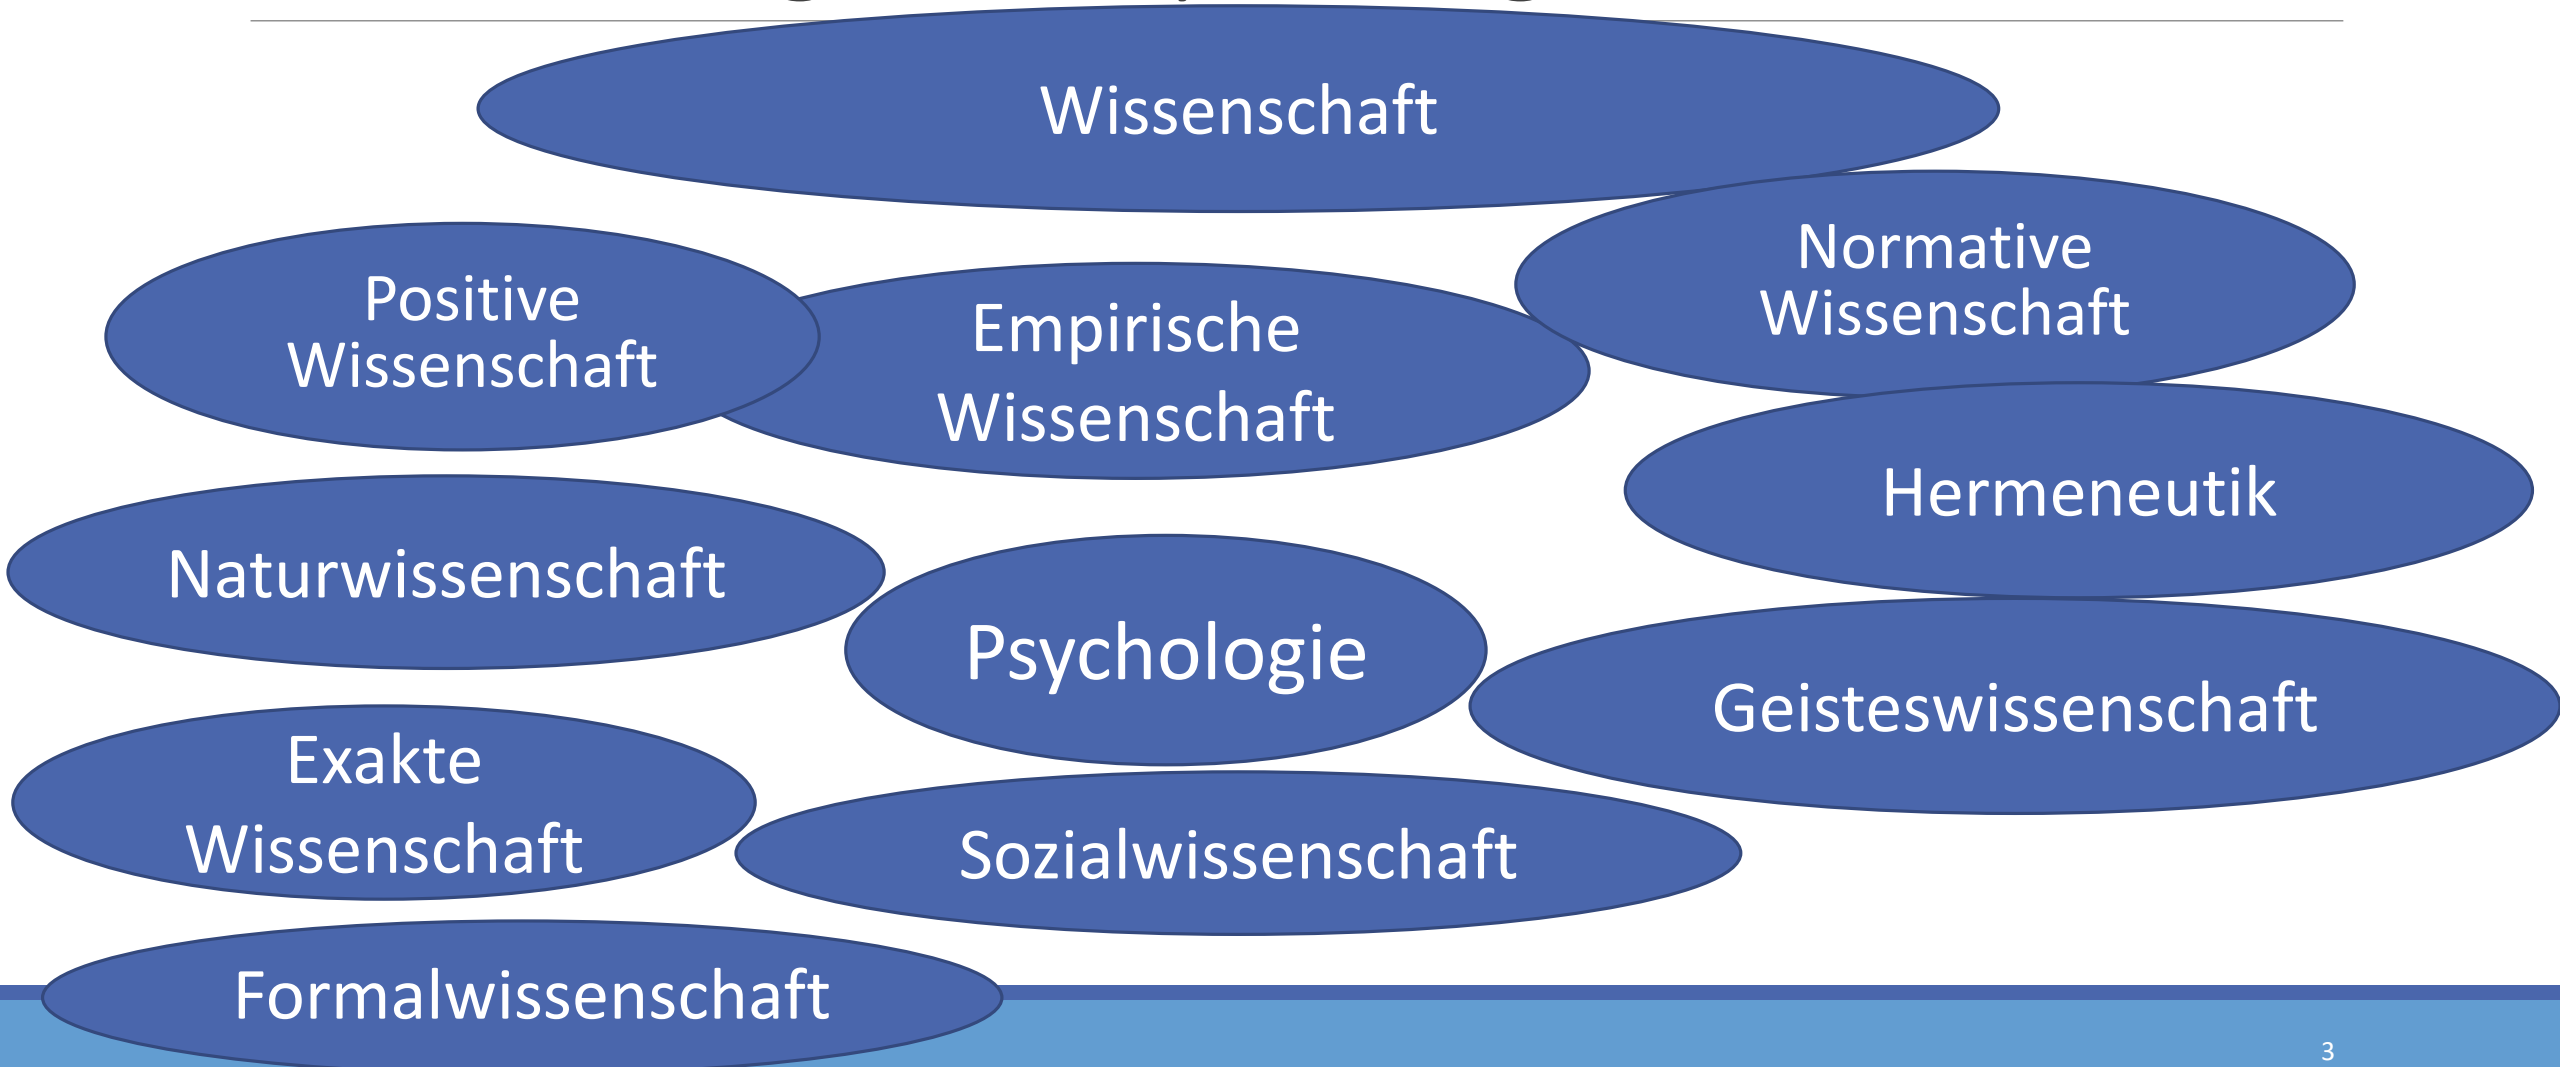 Wissenschaft
Normative
Wissenschaft
Positive
Wissenschaft
Empirische
Wissenschaft
Hermeneutik
Naturwissenschaft
Psychologie
Geisteswissenschaft
Exakte
Wissenschaft
Sozialwissenschaft
Formalwissenschaft
3